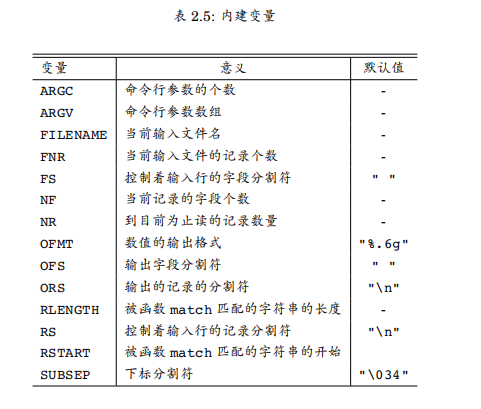 表 2.5: 内建变量
变量 意义 默认值
ARGC 命令行参数的个数 -
ARGV 命令行参数数组 -
FILENAME 当前输入文件名 -
FNR 当前输入文件的记录个数 -
FS 控制着输入行的字段分割符 " "
NF 当前记录的字段个数 -
NR 到目前为止读的记录数量 -
OFMT 数值的输出格式 "%.6g"
OFS 输出字段分割符 " "
ORS 输出的记录的分割符 "\n"
RLENGTH 被函数 match 匹配的字符串的长度 -
RS 控制着输入行的记录分割符 "\n"
RSTART 被函数 match 匹配的字符串的开始
SUBSEP 下标分割符 "\034"